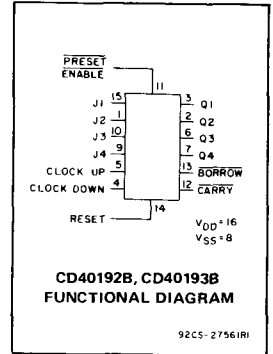 PRESET
ENABLE
11
J1 15
J2 1
J3 10
J4 9
CLOCK UP 5
CLOCK DOWN 4
3 Q1
2 Q2
6 Q3
7 Q4
13 BORROW
12 CARRY
RESET
14
VDD=16
VSS=8
CD40192B, CD40193B
FUNCTIONAL DIAGRAM
92CS-27561R1